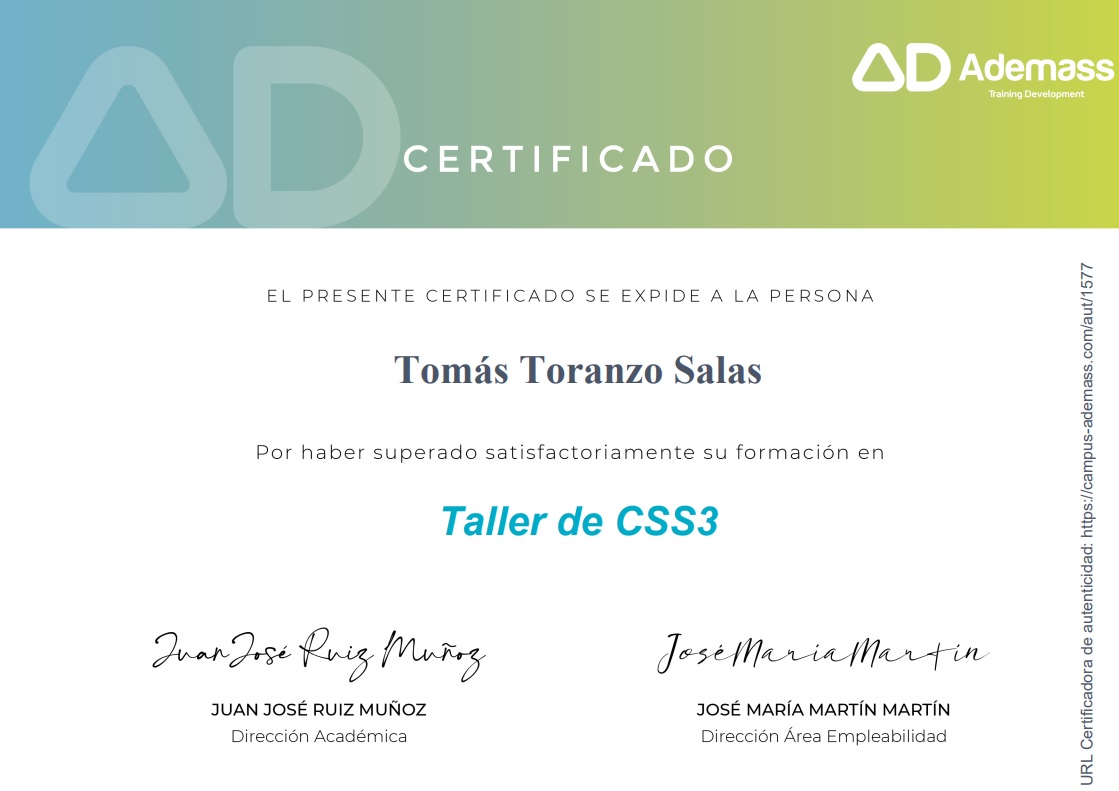 Ademass
Training Development
CERTIFICADO
EL PRESENTE CERTIFICADO SE EXPIDE A LA PERSONA
Tomás Toranzo Salas
Por haber superado satisfactoriamente su formación en
Taller de CSS3
Juan José Ruiz Muñoz
José María Martín
JUAN JOSÉ RUIZ MUÑOZ
JOSÉ MARÍA MARTÍN MARTÍN
Dirección Académica
Dirección Área Empleabilidad
URL Certificadora de autenticidad: https://campus-ademass.com/aut/1577